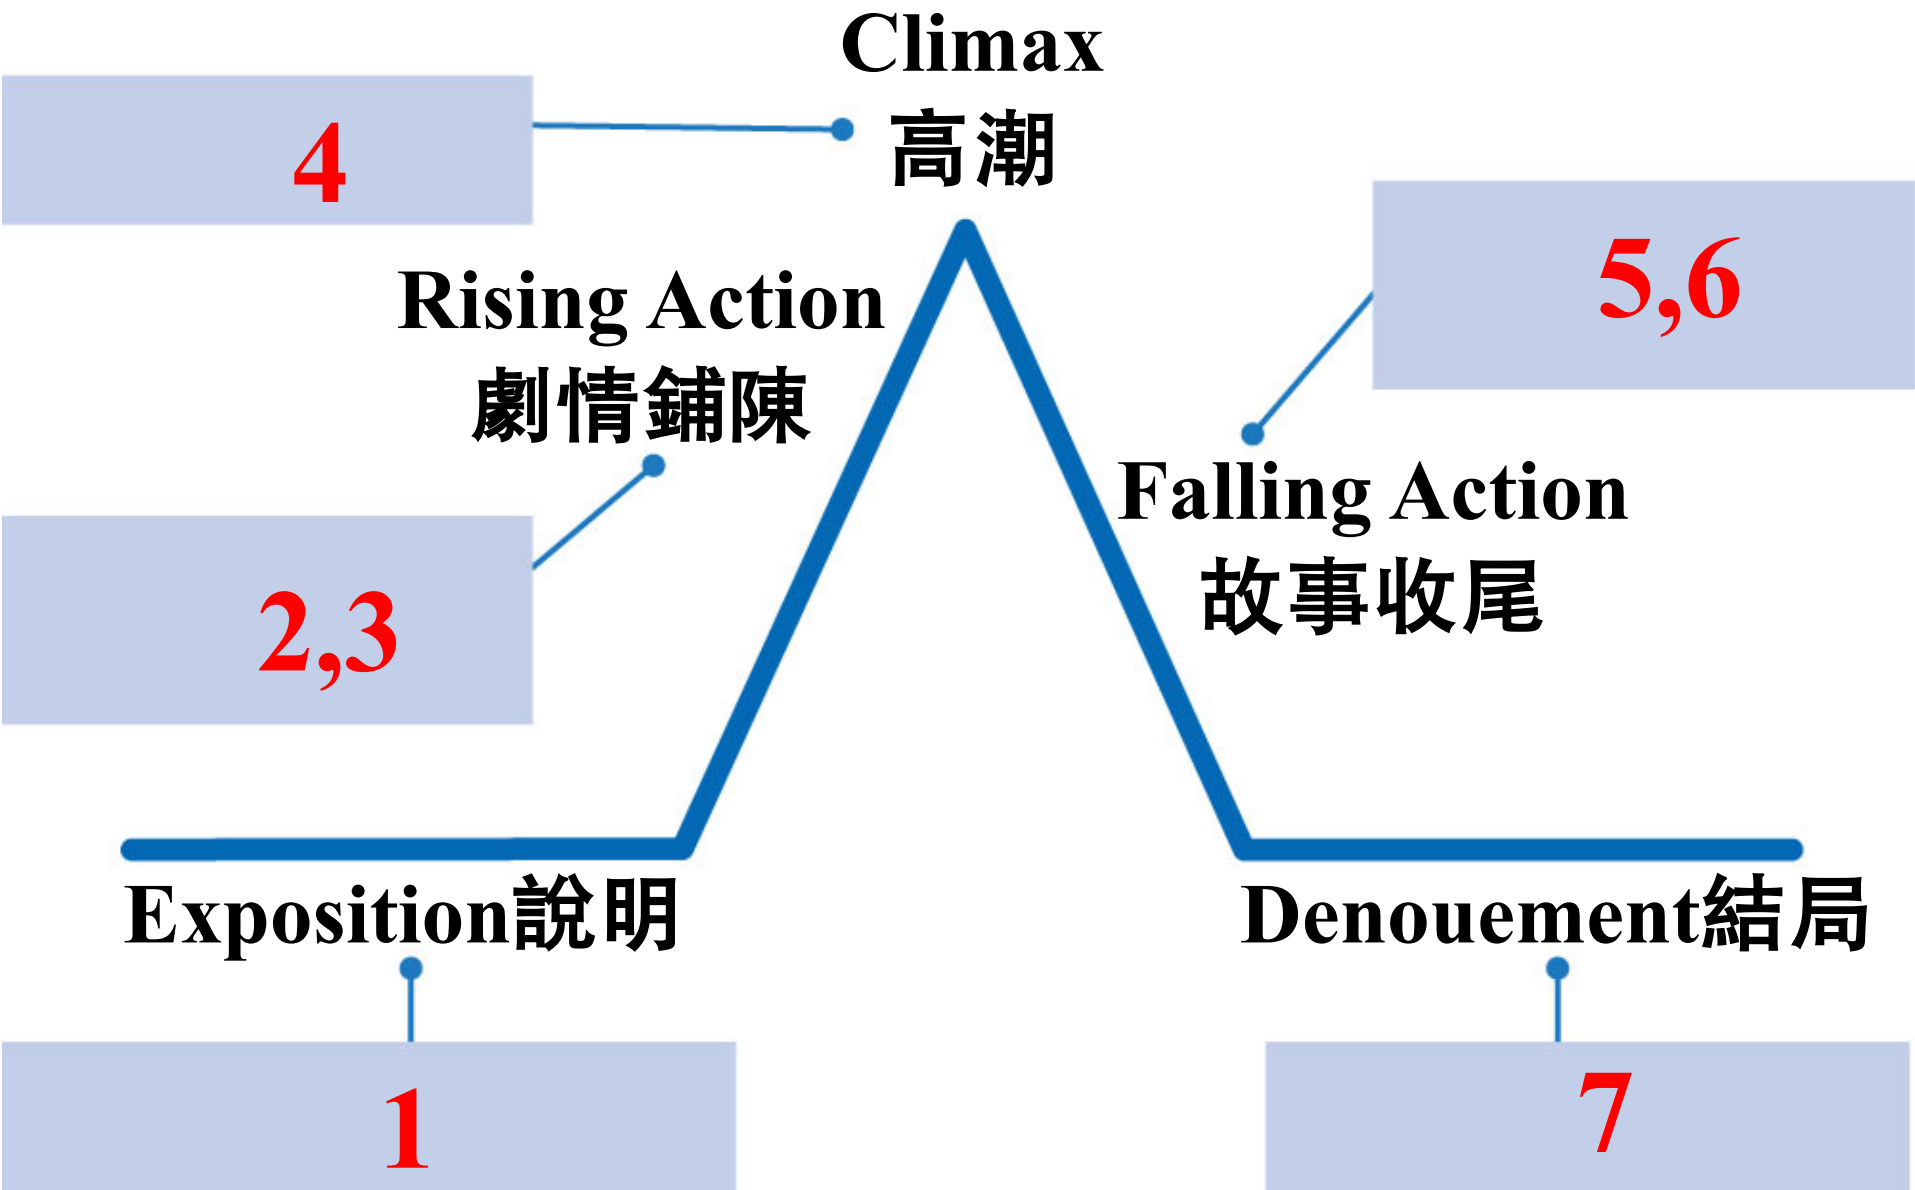 Climax
高潮
4
5,6
Rising Action
劇情鋪陳
Falling Action
故事收尾
2,3
Exposition說明
Denouement結局
1
7